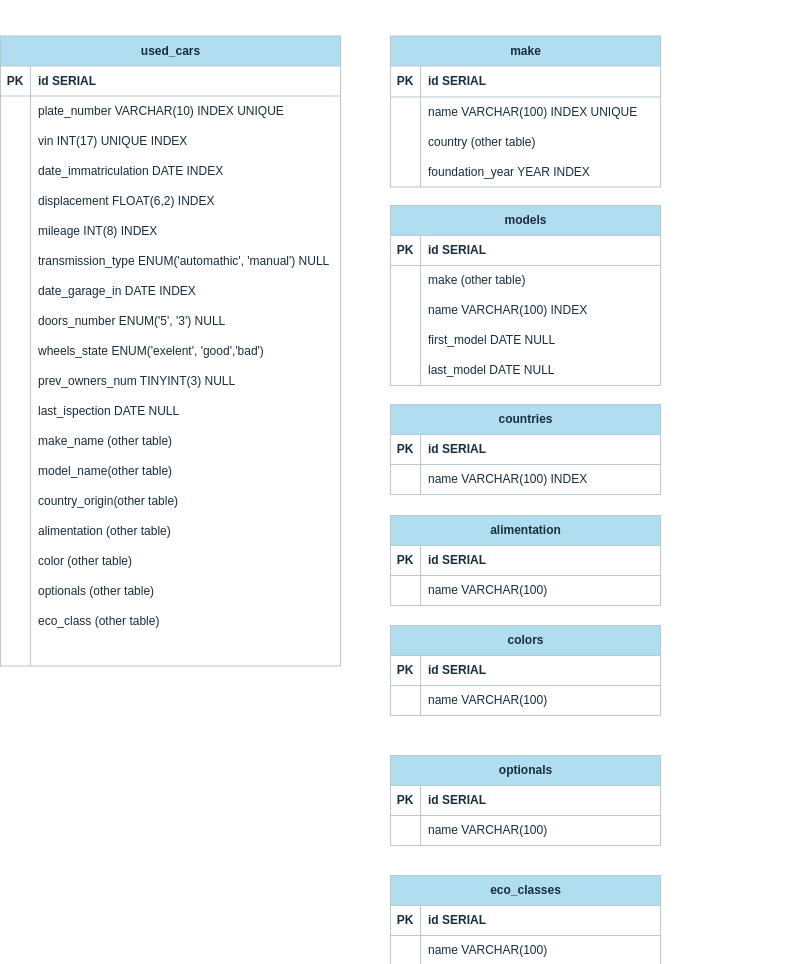 used_cars
PK id SERIAL
plate_number VARCHAR(10) INDEX UNIQUE
vin INT(17) UNIQUE INDEX
date_immatriculation DATE INDEX
displacement FLOAT(6,2) INDEX
mileage INT(8) INDEX
transmission_type ENUM('automathic', 'manual') NULL
date_garage_in DATE INDEX
doors_number ENUM('5', '3') NULL
wheels_state ENUM('exelent', 'good','bad')
prev_owners_num TINYINT(3) NULL
last_ispection DATE NULL
make_name (other table)
model_name(other table)
country_origin(other table)
alimentation (other table)
color (other table)
optionals (other table)
eco_class (other table)
make
PK id SERIAL
name VARCHAR(100) INDEX UNIQUE
country (other table)
foundation_year YEAR INDEX
models
PK id SERIAL
make (other table)
name VARCHAR(100) INDEX
first_model DATE NULL
last_model DATE NULL
countries
PK id SERIAL
name VARCHAR(100) INDEX
alimentation
PK id SERIAL
name VARCHAR(100)
colors
PK id SERIAL
name VARCHAR(100)
optionals
PK id SERIAL
name VARCHAR(100)
eco_classes
PK id SERIAL
name VARCHAR(100)